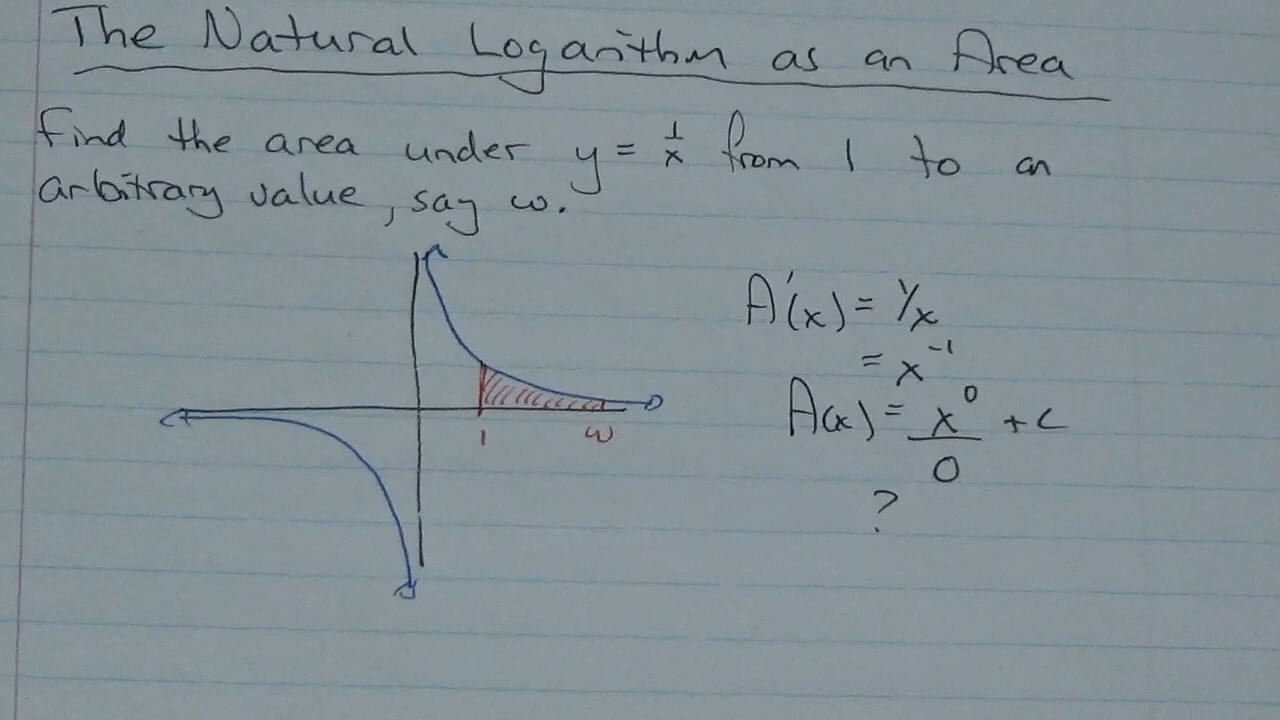 The Natural Logarithm as an Area
Find the area under y = 1/x from 1 to an
arbitrary value, say w.
A'(x) = 1/x
= x⁻¹
A(x) = x⁰/0 + c
?
1 w